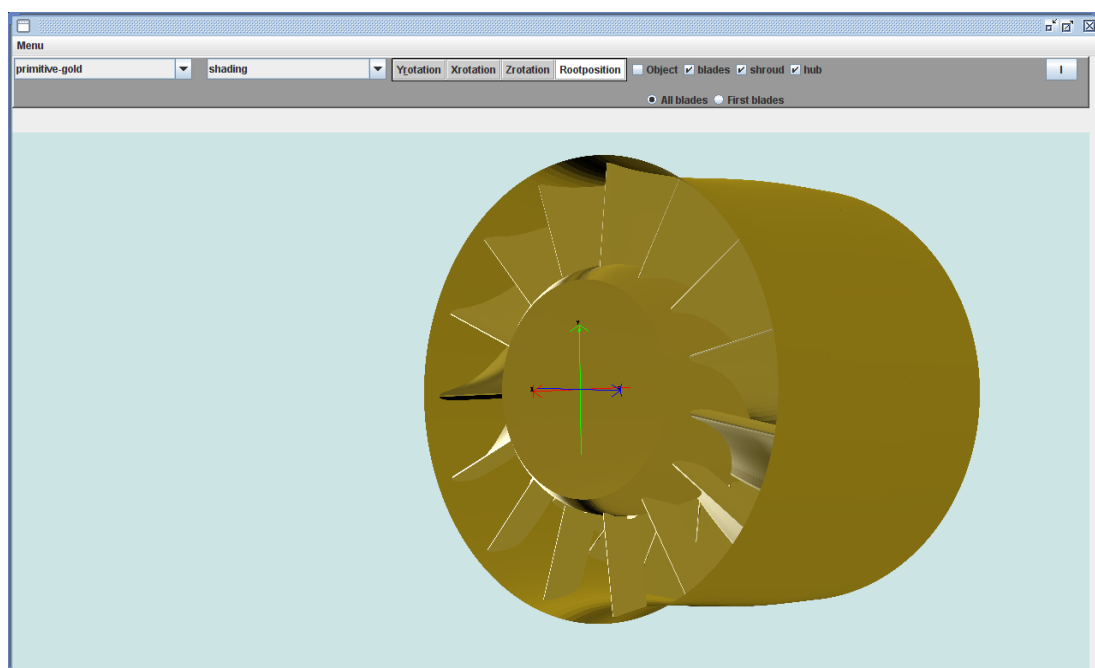 Menu
primitive-gold shading Yrotation Xrotation Zrotation Rootposition Object blades shroud hub I
All blades First blades